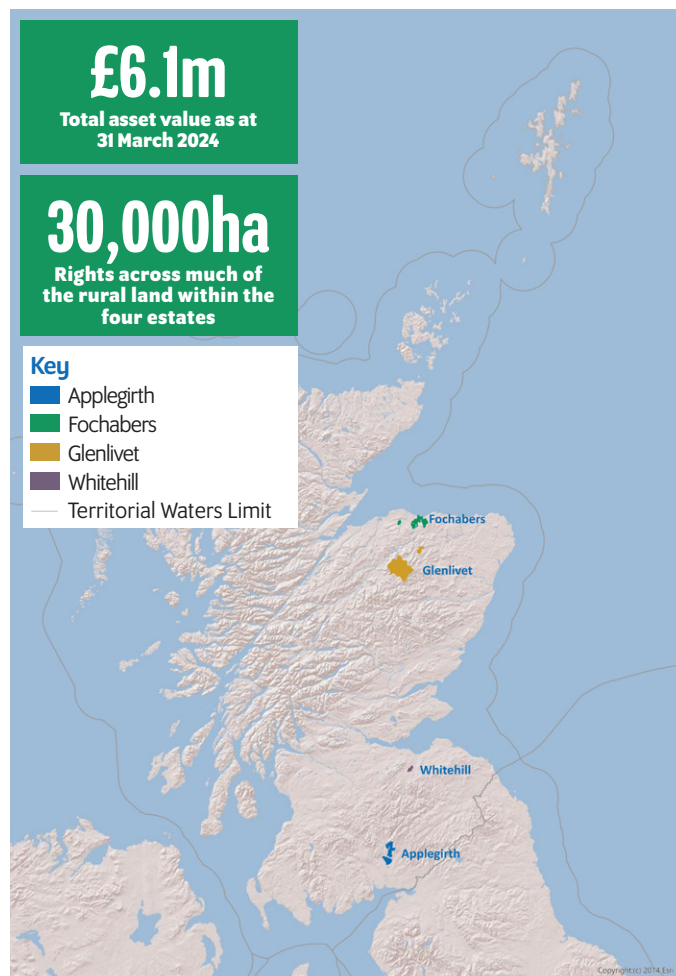 £6.1m
Total asset value as at
31 March 2024
30,000ha
Rights across much of
the rural land within the
four estates
Key
Applegirth
Fochabers
Glenlivet
Whitehill
Territorial Waters Limit
Fochabers
Glenlivet
Whitehill
Applegirth
Copyright:(c) 2014 Esri